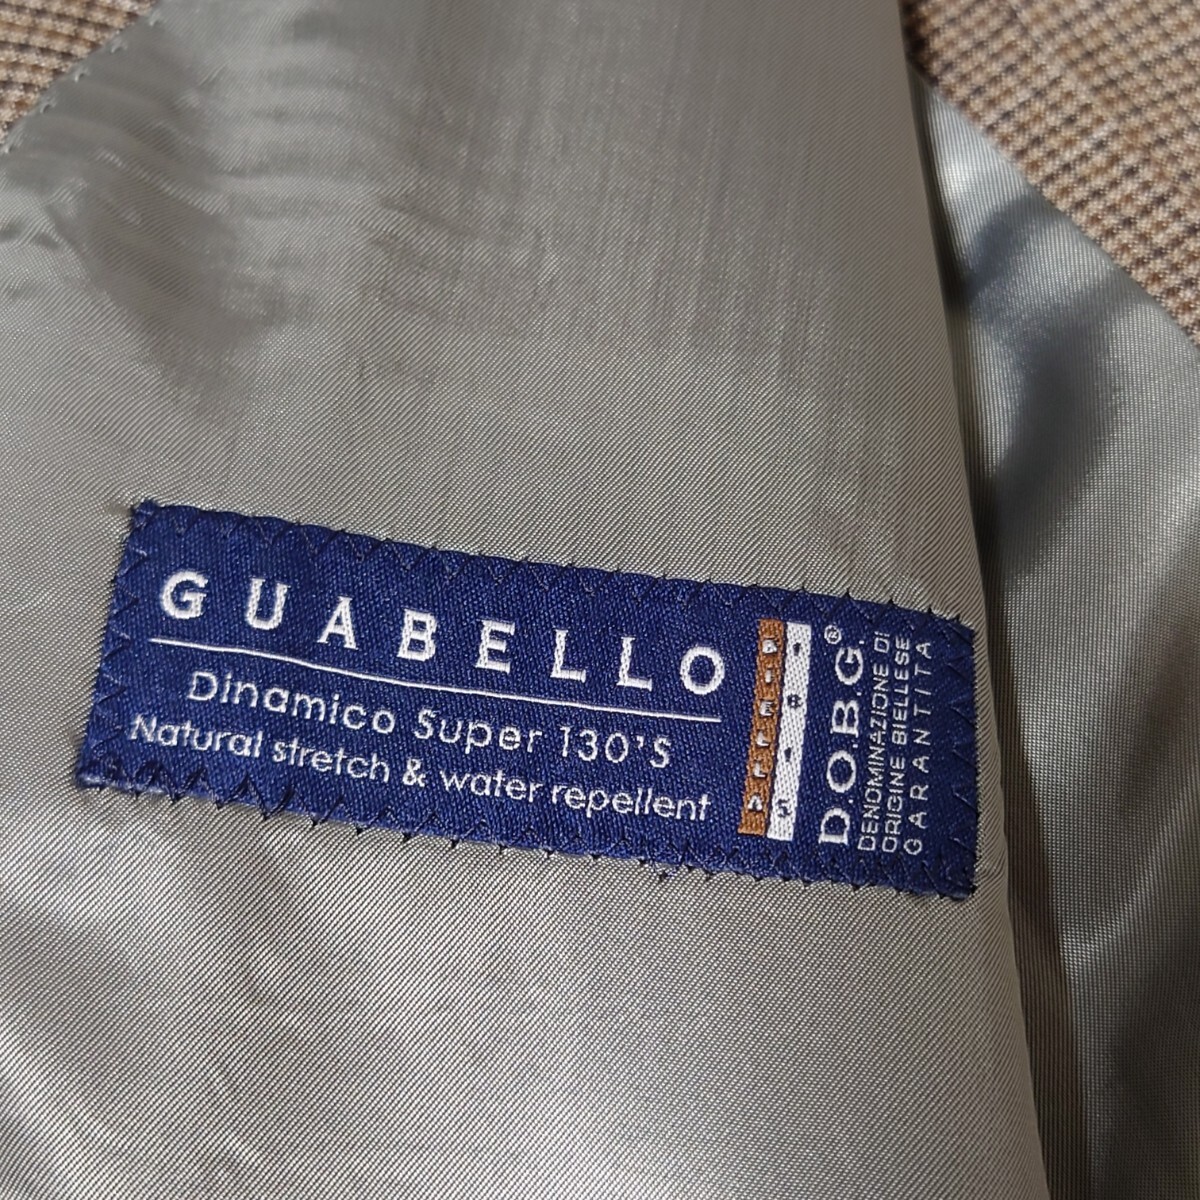 GUABELLO
Dinamico Super 130'S
Natural stretch & water repellent
BIELLA
D.O.B.G.®
DENOMINAZIONE DI
ORIGINE BIELLESE
GARANTITA